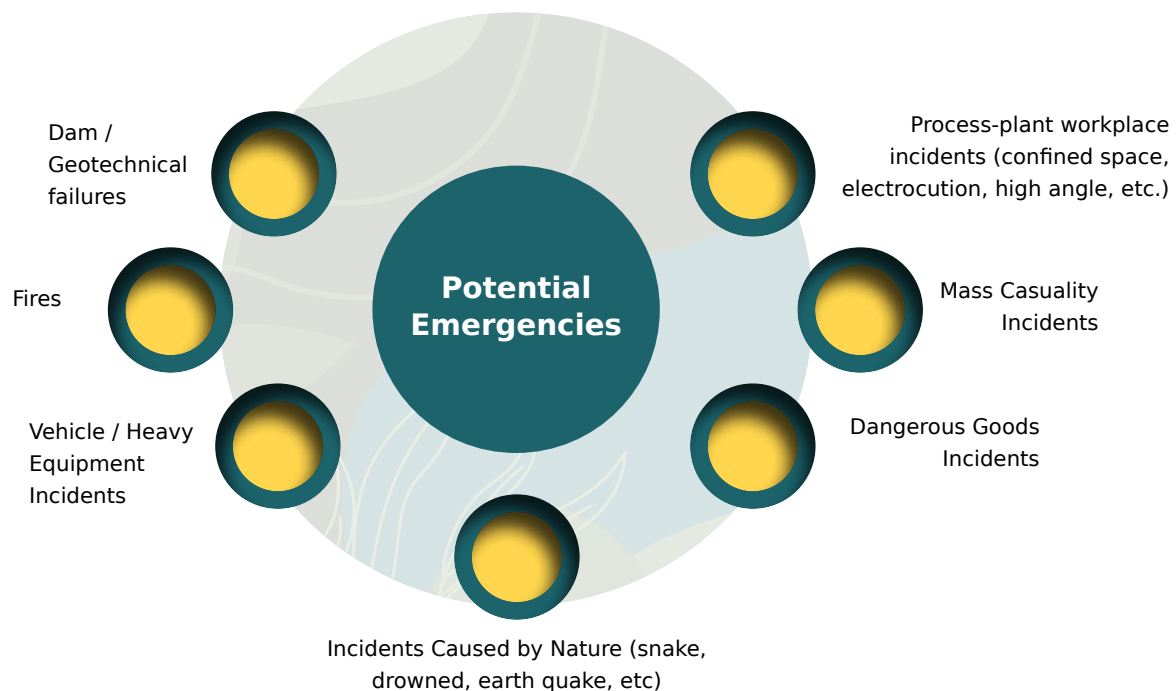 Dam /
Geotechnical
failures
Process-plant workplace
incidents (confined space,
electrocution, high angle, etc.)
Fires
Potential
Emergencies
Mass Casuality
Incidents
Vehicle / Heavy
Equipment
Incidents
Dangerous Goods
Incidents
Incidents Caused by Nature (snake,
drowned, earth quake, etc)